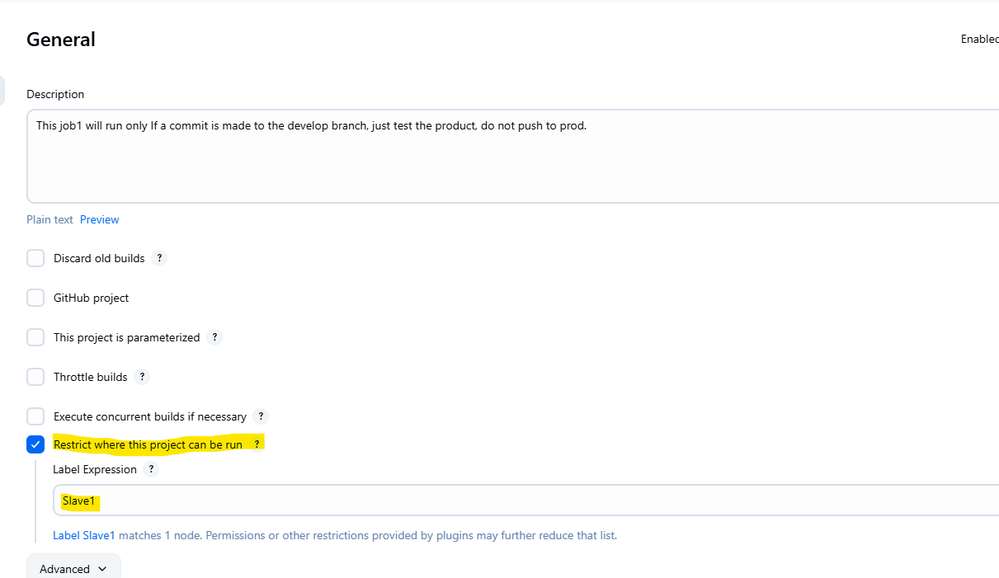 General
Enabled
Description
This job1 will run only If a commit is made to the develop branch, just test the product, do not push to prod.
Plain text Preview
Discard old builds ?
GitHub project
This project is parameterized ?
Throttle builds ?
Execute concurrent builds if necessary ?
Restrict where this project can be run ?
Label Expression ?
Slave1
Label Slave1 matches 1 node. Permissions or other restrictions provided by plugins may further reduce that list.
Advanced